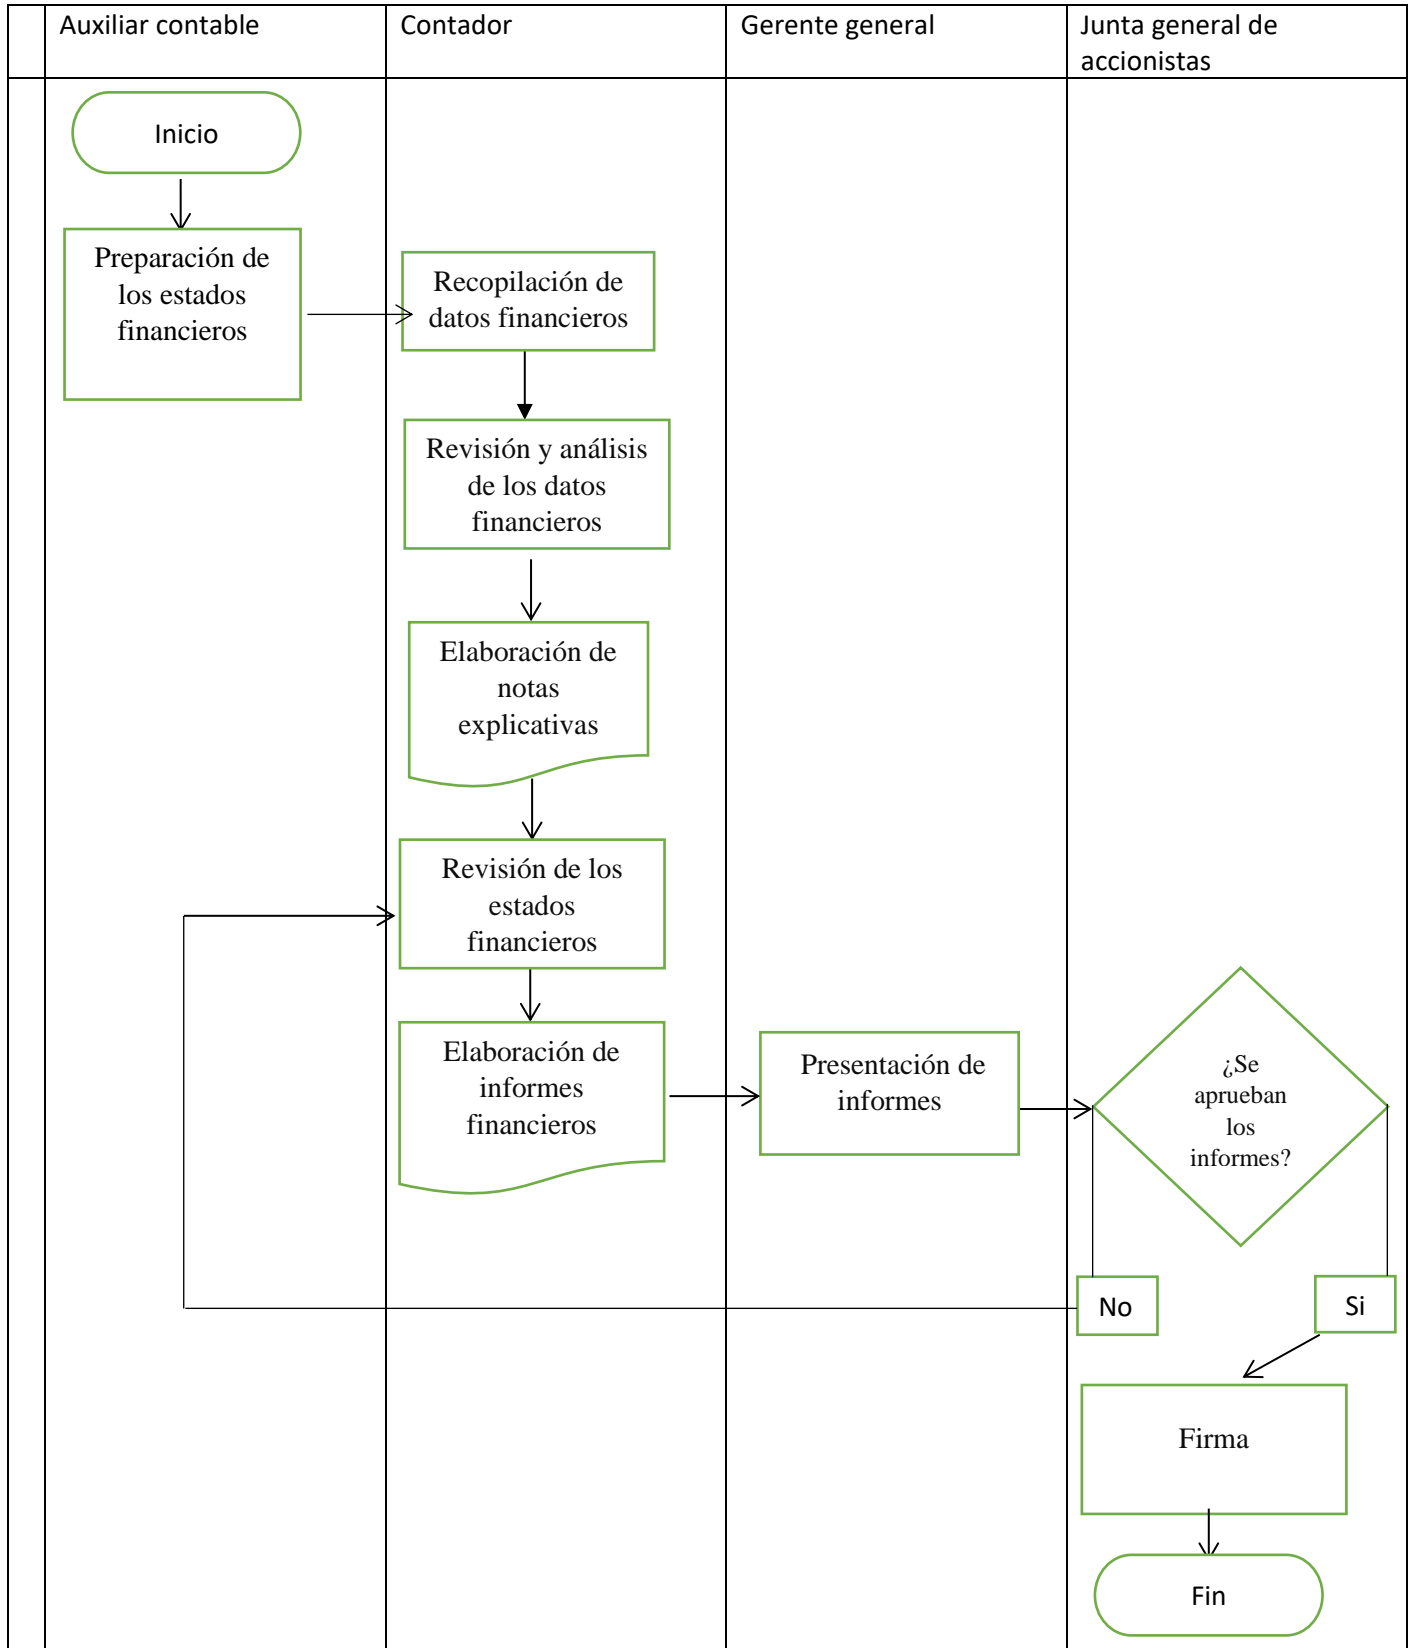 Auxiliar contable
Contador
Gerente general
Junta general de
accionistas
Inicio
Preparación de
los estados
financieros
Recopilación de
datos financieros
Revisión y análisis
de los datos
financieros
Elaboración de
notas
explicativas
Revisión de los
estados
financieros
Elaboración de
informes
financieros
Presentación de
informes
¿Se
aprueban
los
informes?
No
Si
Firma
Fin